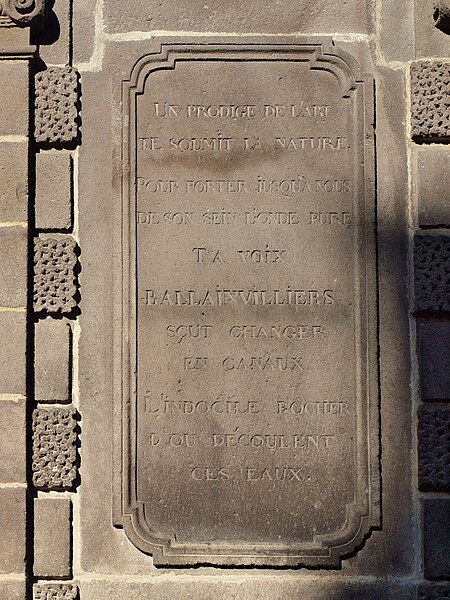 UN PRODIGE DE L'ART
TE SOUMIT LA NATURE.
POUR PORTER JUSQU'A NOUS
DE SON SEIN L'ONDE PURE,
TA VOIX
BALLAINVILLIERS
SÇUT CHANGER
EN CANAUX
L'INDOCILE ROCHER
D'OU DÉCOULENT
CES EAUX.